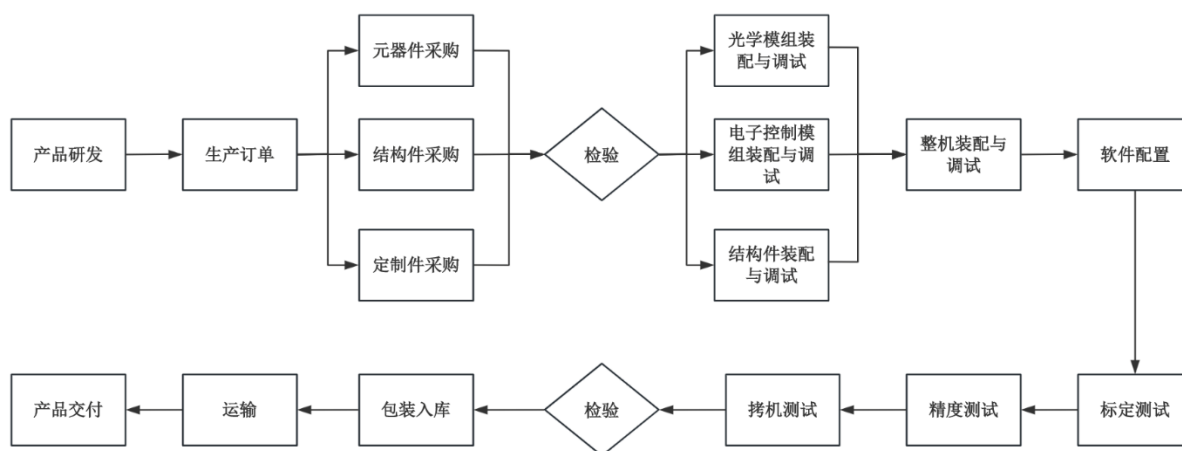 产品研发
生产订单
元器件采购
结构件采购
定制件采购
检验
光学模组装
配与调试
电子控制模
组装配与调
试
结构件装配
与调试
整机装配与
调试
软件配置
标定测试
精度测试
拷机测试
检验
包装入库
运输
产品交付